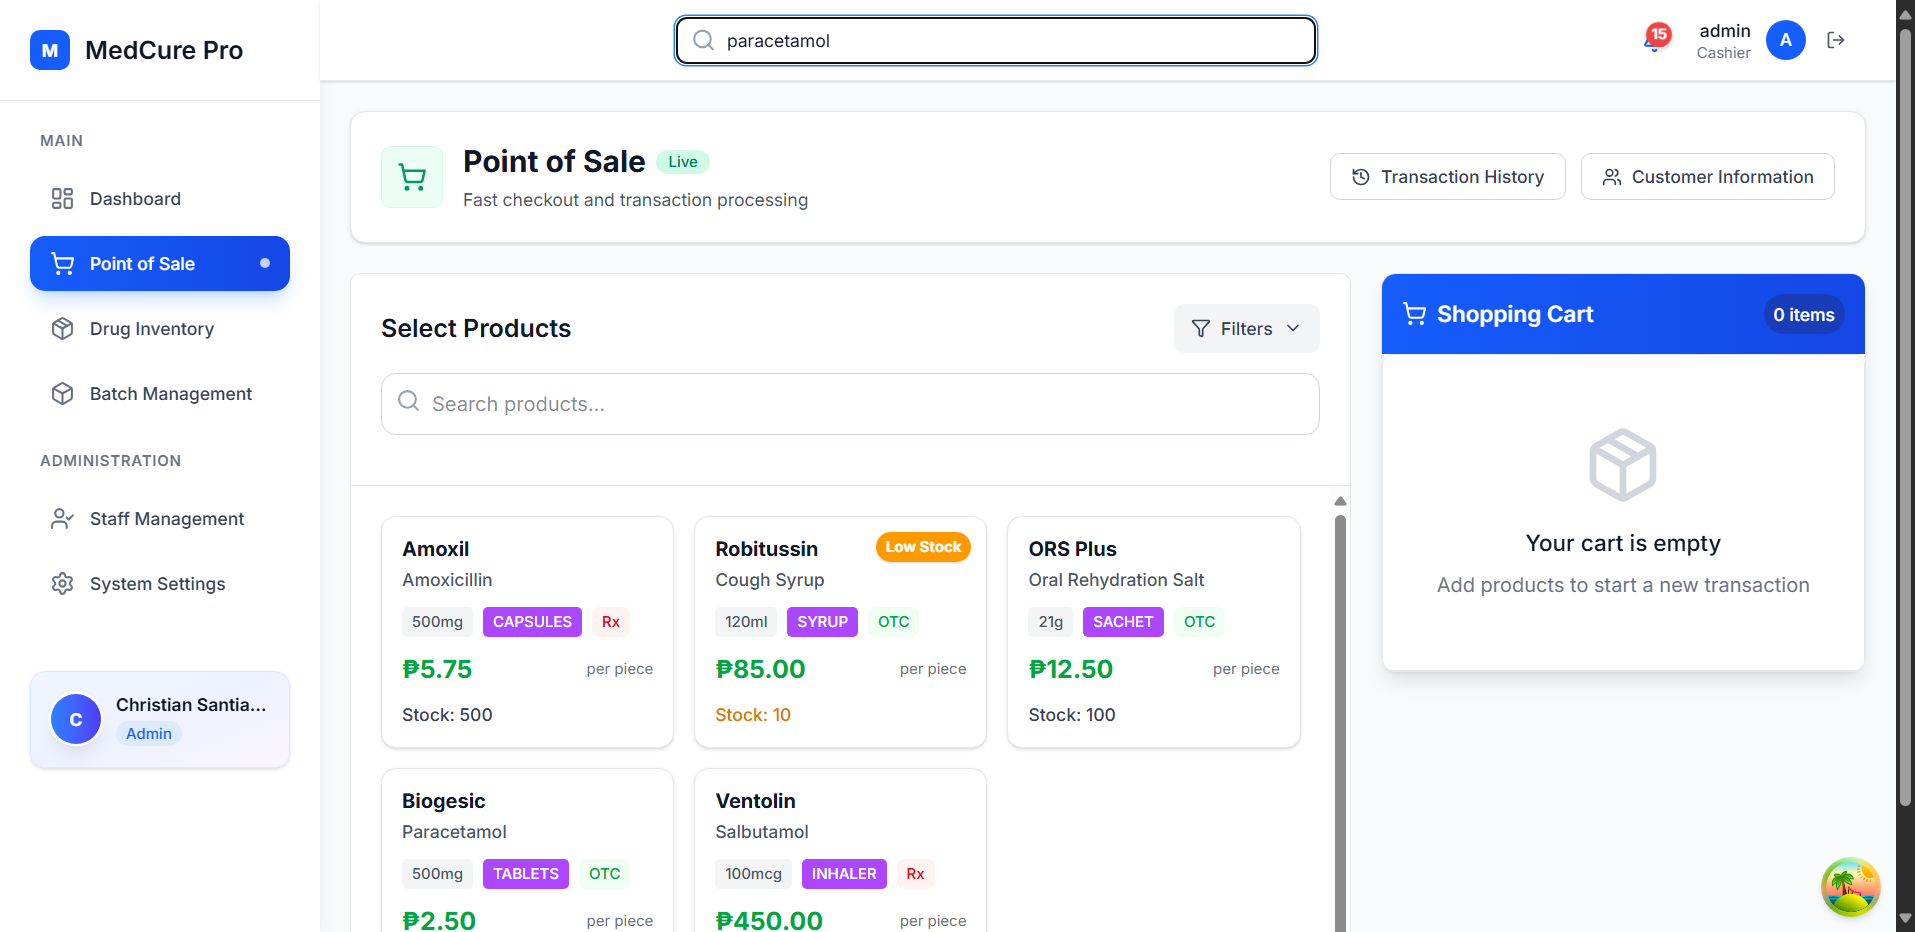 M MedCure Pro
paracetamol
15
admin
Cashier
A
MAIN
Dashboard
Point of Sale
Drug Inventory
Batch Management
ADMINISTRATION
Staff Management
System Settings
C
Christian Santia...
Admin
Point of Sale Live
Fast checkout and transaction processing
Transaction History
Customer Information
Select Products
Filters
Search products...
Amoxil
Amoxicillin
500mg CAPSULES Rx
₱5.75 per piece
Stock: 500
Robitussin Low Stock
Cough Syrup
120ml SYRUP OTC
₱85.00 per piece
Stock: 10
ORS Plus
Oral Rehydration Salt
21g SACHET OTC
₱12.50 per piece
Stock: 100
Biogesic
Paracetamol
500mg TABLETS OTC
₱2.50 per piece
Ventolin
Salbutamol
100mcg INHALER Rx
₱450.00 per piece
Shopping Cart 0 items
Your cart is empty
Add products to start a new transaction